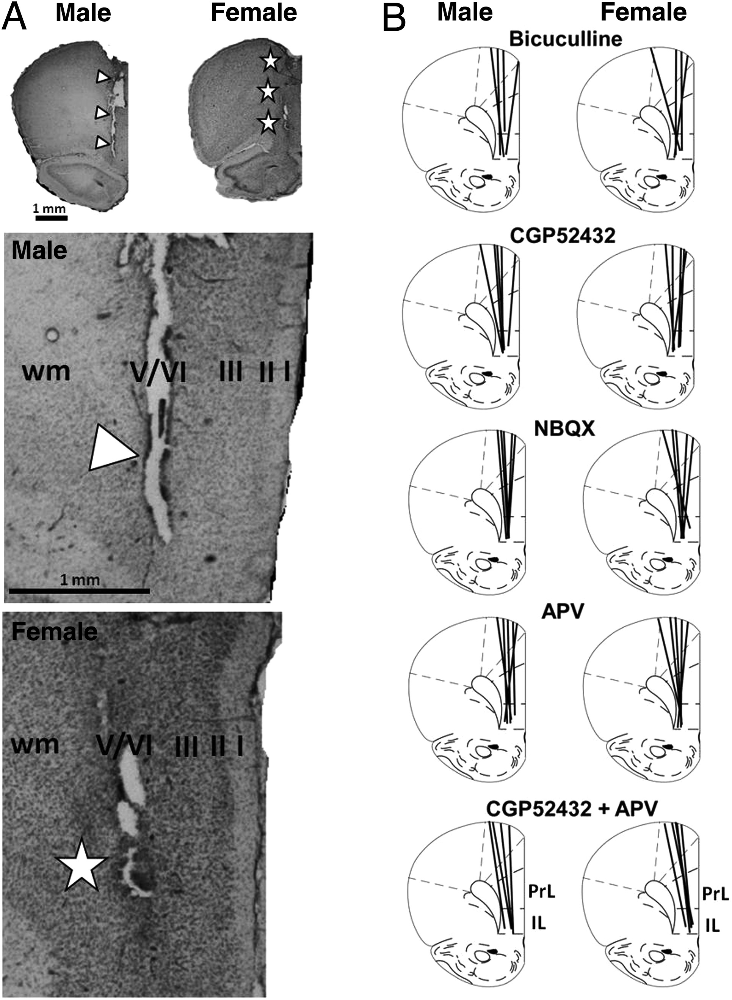 A
Male
Female
1 mm
Male
wm
V/VI
III
II
I
1 mm
Female
wm
V/VI
III
II
I
B
Male
Female
Bicuculline
CGP52432
NBQX
APV
CGP52432 + APV
PrL
IL
PrL
IL